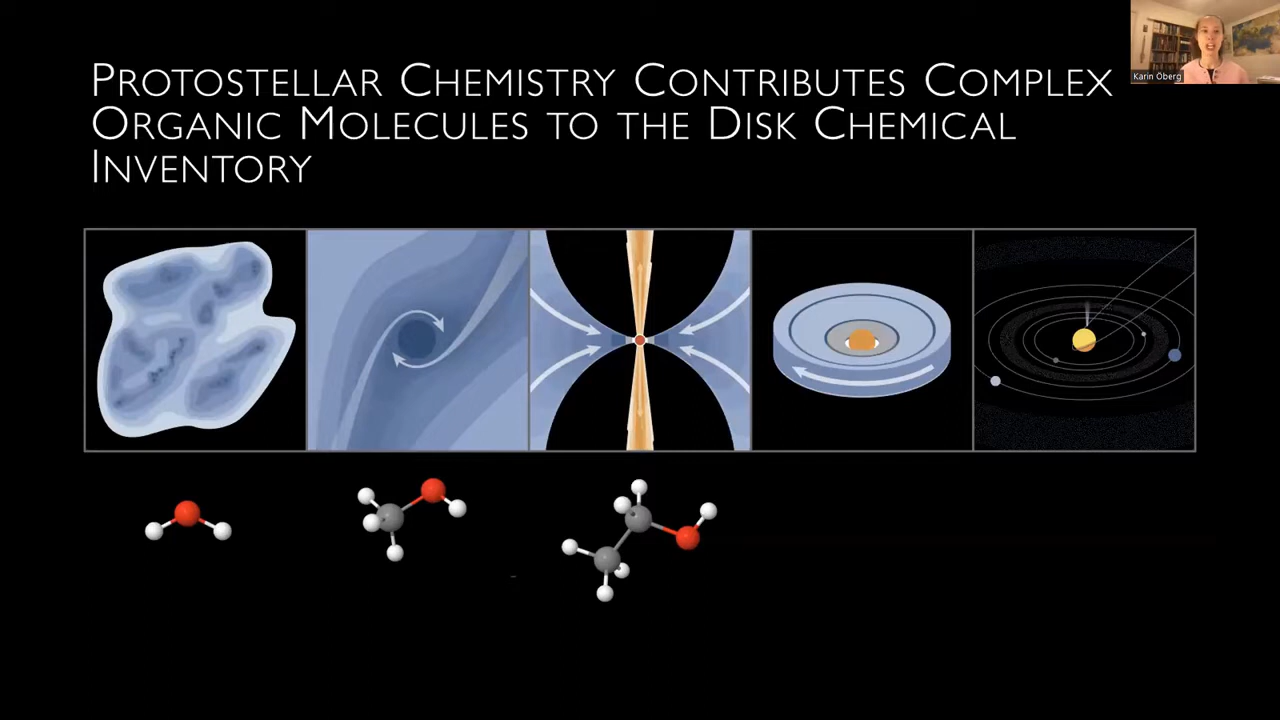 PROTOSTELLAR CHEMISTRY CONTRIBUTES COMPLEX
ORGANIC MOLECULES TO THE DISK CHEMICAL
INVENTORY
Karin Öberg